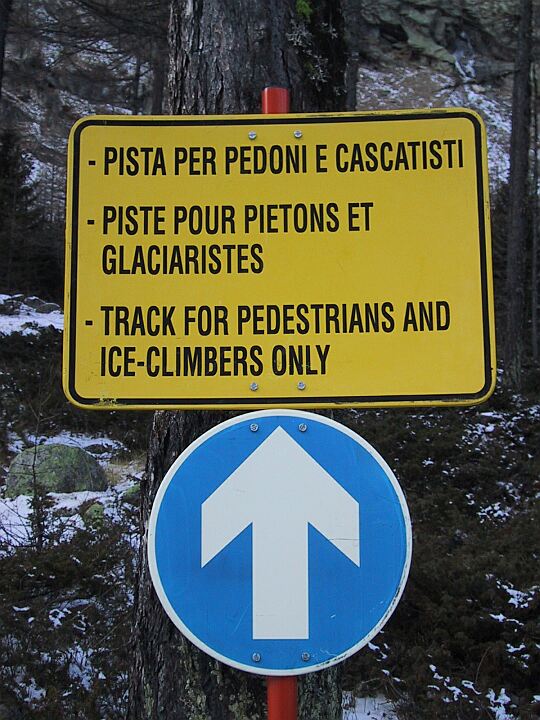 - PISTA PER PEDONI E CASCATISTI
- PISTE POUR PIETONS ET
GLACIARISTES
- TRACK FOR PEDESTRIANS AND
ICE-CLIMBERS ONLY